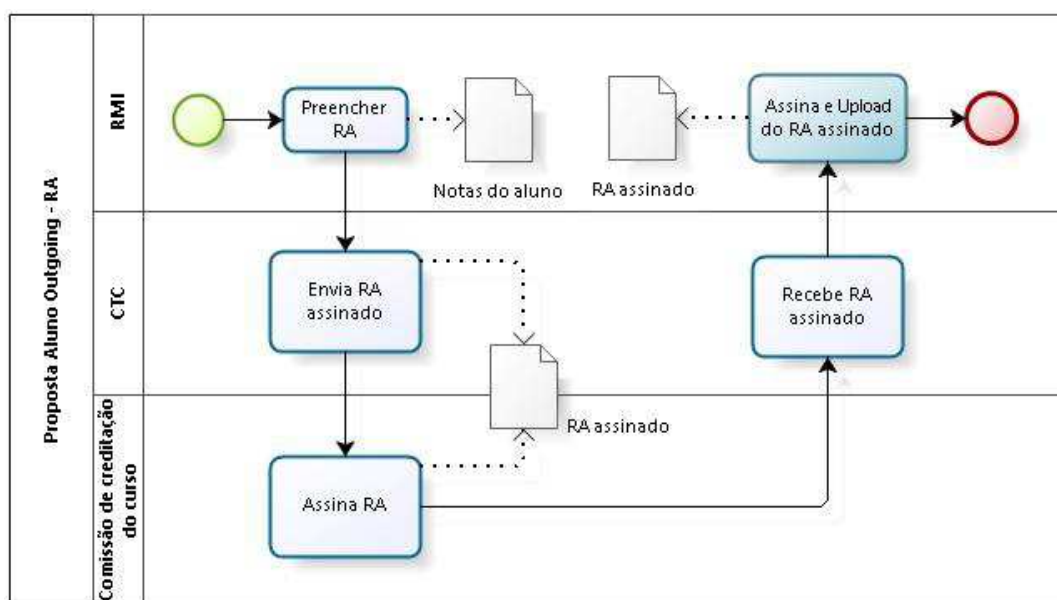 Proposta Aluno Outgoing - RA
RMI
Preencher
RA
Notas do aluno
RA assinado
Assina e Upload
do RA assinado
CTC
Envia RA
assinado
Recebe RA
assinado
RA assinado
Comissão de creditação
do curso
Assina RA